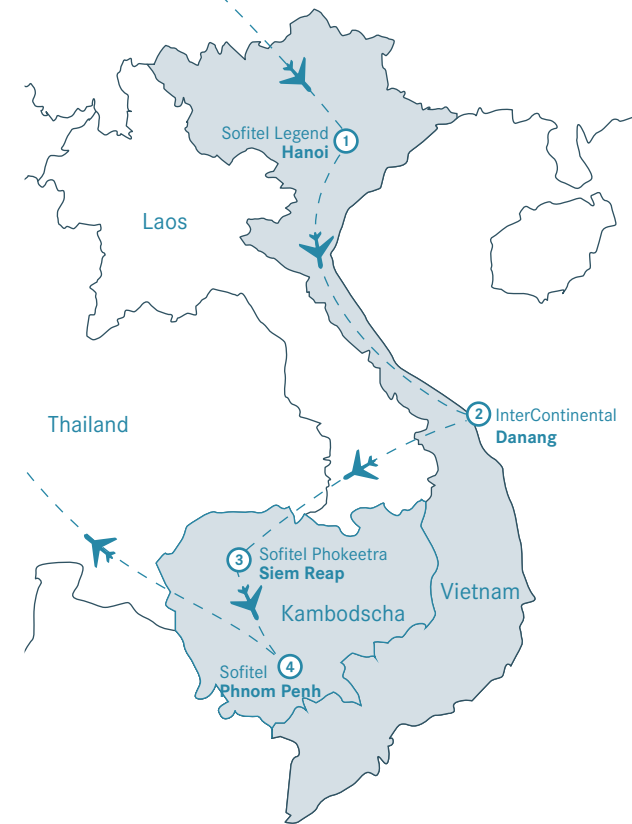 Sofitel Legend
Hanoi
1
Laos
Thailand
2
InterContinental
Danang
3
Sofitel Phokeetra
Siem Reap
Vietnam
Kambodscha
Sofitel
4
Phnom Penh